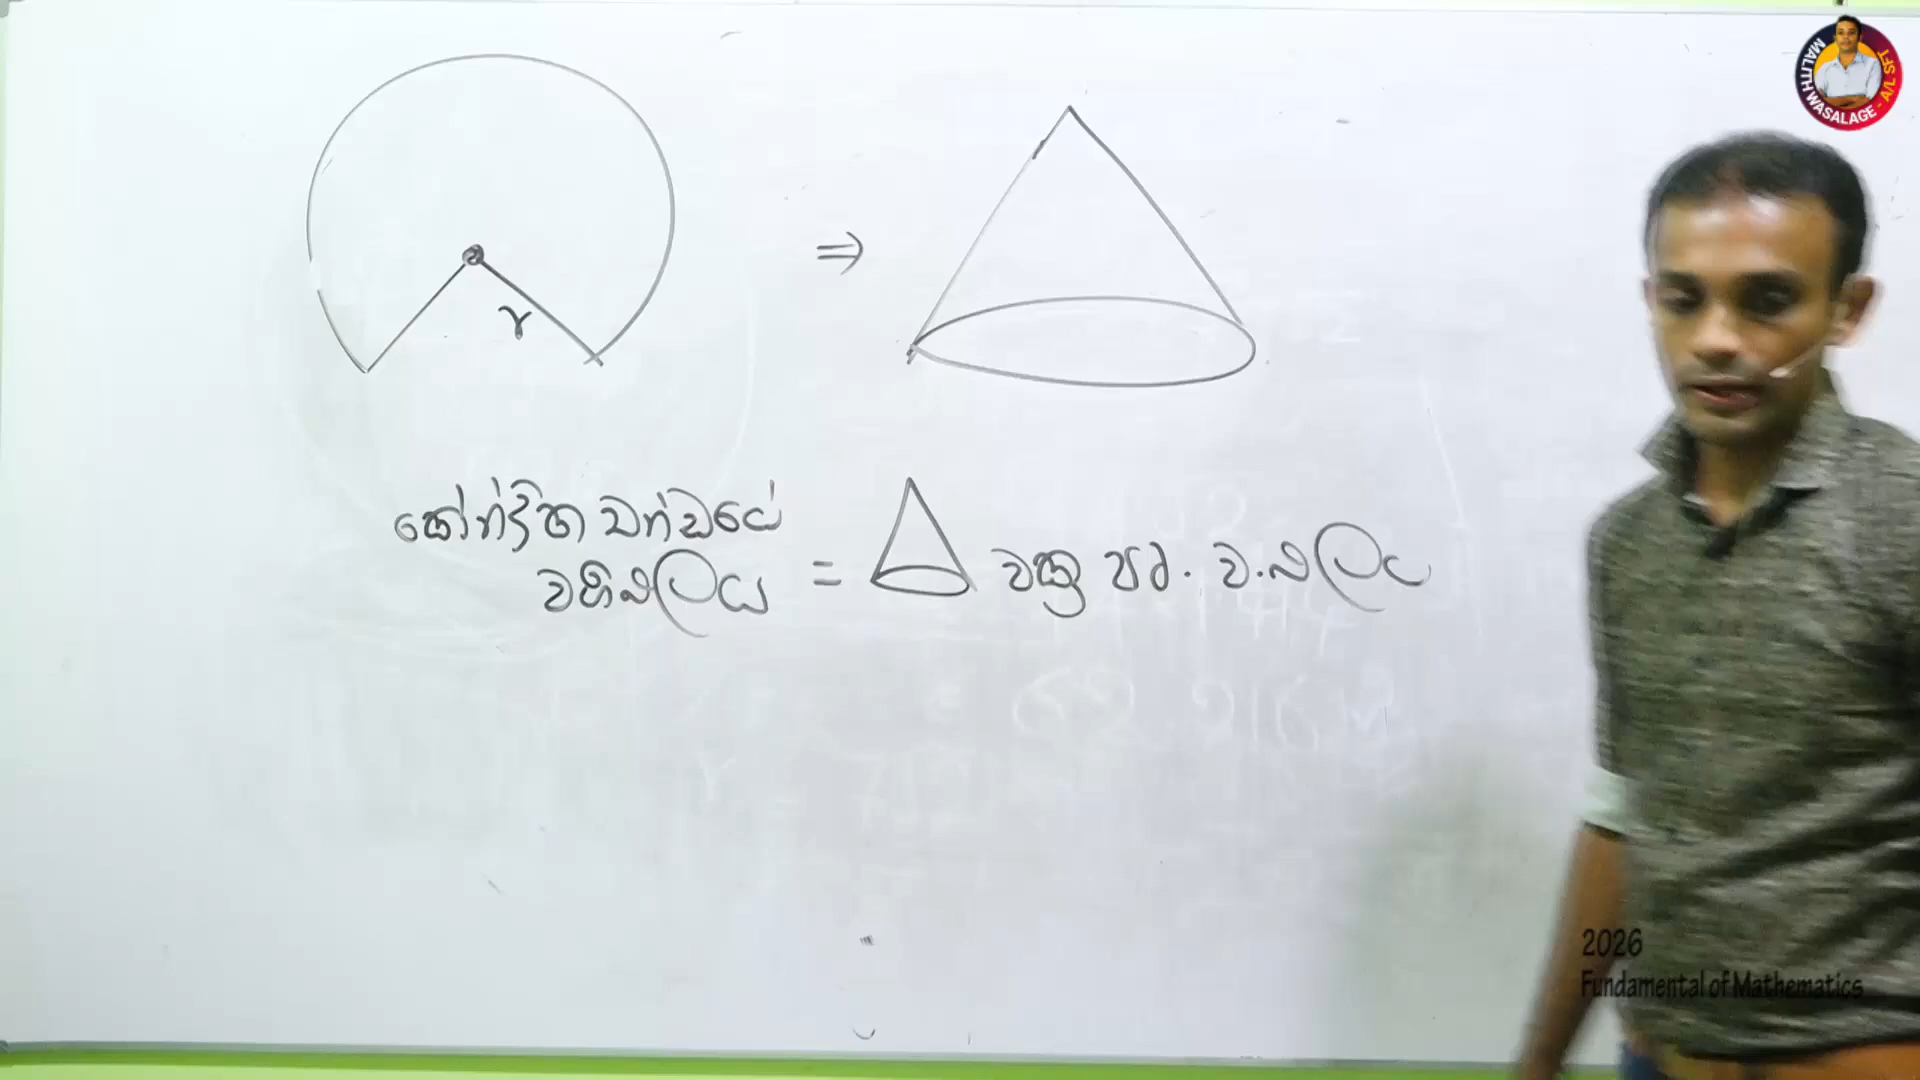 r
⇒
කේන්ද්‍රික ඛණ්ඩයේ
වර්ගඵලය = වක්‍ර පෘ. ව.ඵලය
MALITH WASALAGE - A/L SFT
2026
Fundamental of Mathematics